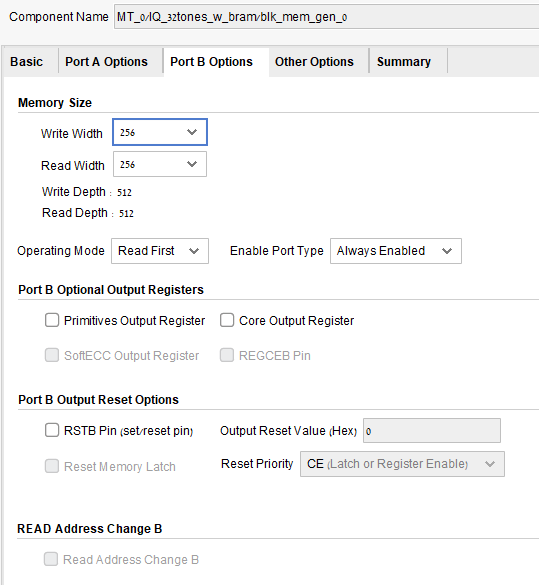 Component Name MT_0/IQ_32tones_w_bram/blk_mem_gen_0
Basic Port A Options Port B Options Other Options Summary
Memory Size
Write Width 256
Read Width 256
Write Depth : 512
Read Depth : 512
Operating Mode Read First Enable Port Type Always Enabled
Port B Optional Output Registers
Primitives Output Register Core Output Register
SoftECC Output Register REGCEB Pin
Port B Output Reset Options
RSTB Pin (set/reset pin) Output Reset Value (Hex) 0
Reset Memory Latch Reset Priority CE (Latch or Register Enable)
READ Address Change B
Read Address Change B